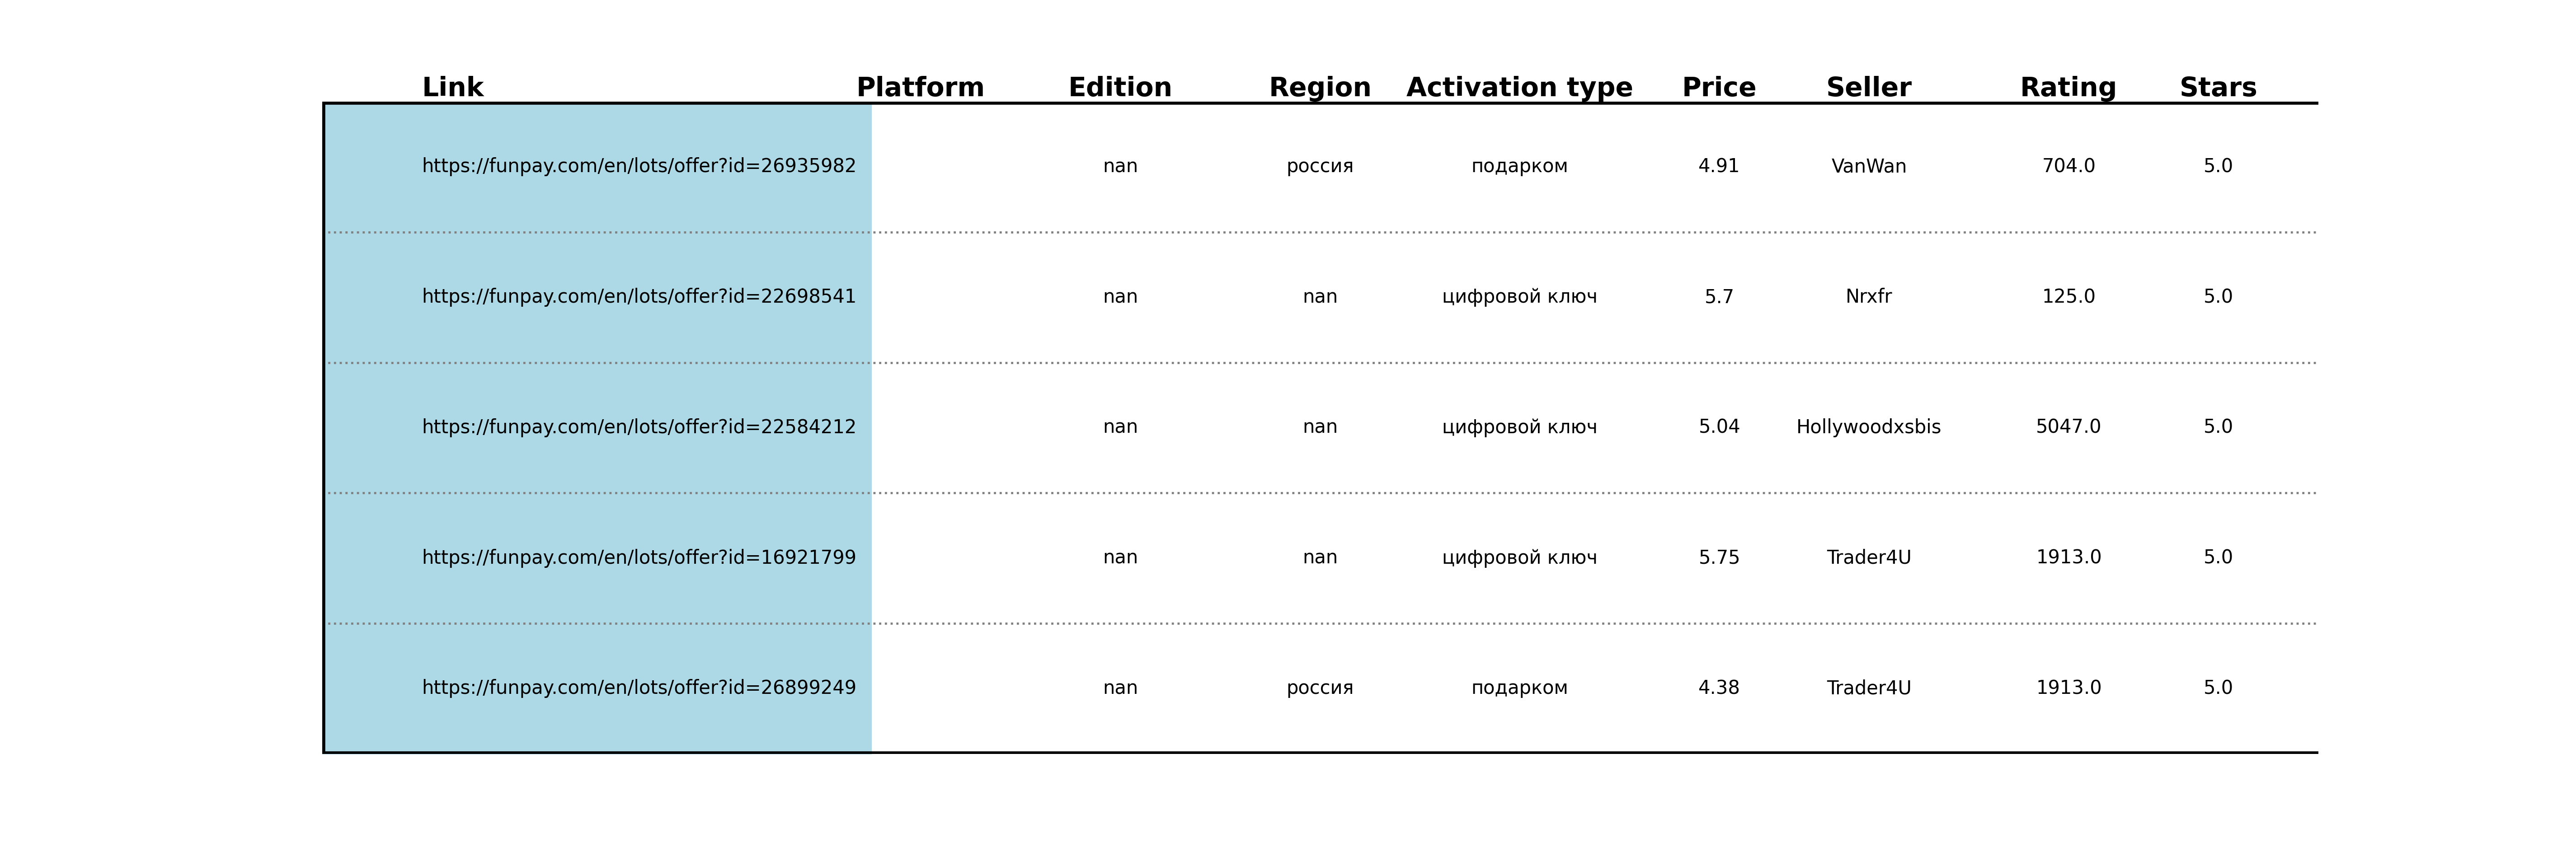 Link Platform Edition Region Activation type Price Seller Rating Stars
https://funpay.com/en/lots/offer?id=26935982 nan россия подарком 4.91 VanWan 704.0 5.0
https://funpay.com/en/lots/offer?id=22698541 nan nan цифровой ключ 5.7 Nrxfr 125.0 5.0
https://funpay.com/en/lots/offer?id=22584212 nan nan цифровой ключ 5.04 Hollywoodxsbis 5047.0 5.0
https://funpay.com/en/lots/offer?id=16921799 nan nan цифровой ключ 5.75 Trader4U 1913.0 5.0
https://funpay.com/en/lots/offer?id=26899249 nan россия подарком 4.38 Trader4U 1913.0 5.0